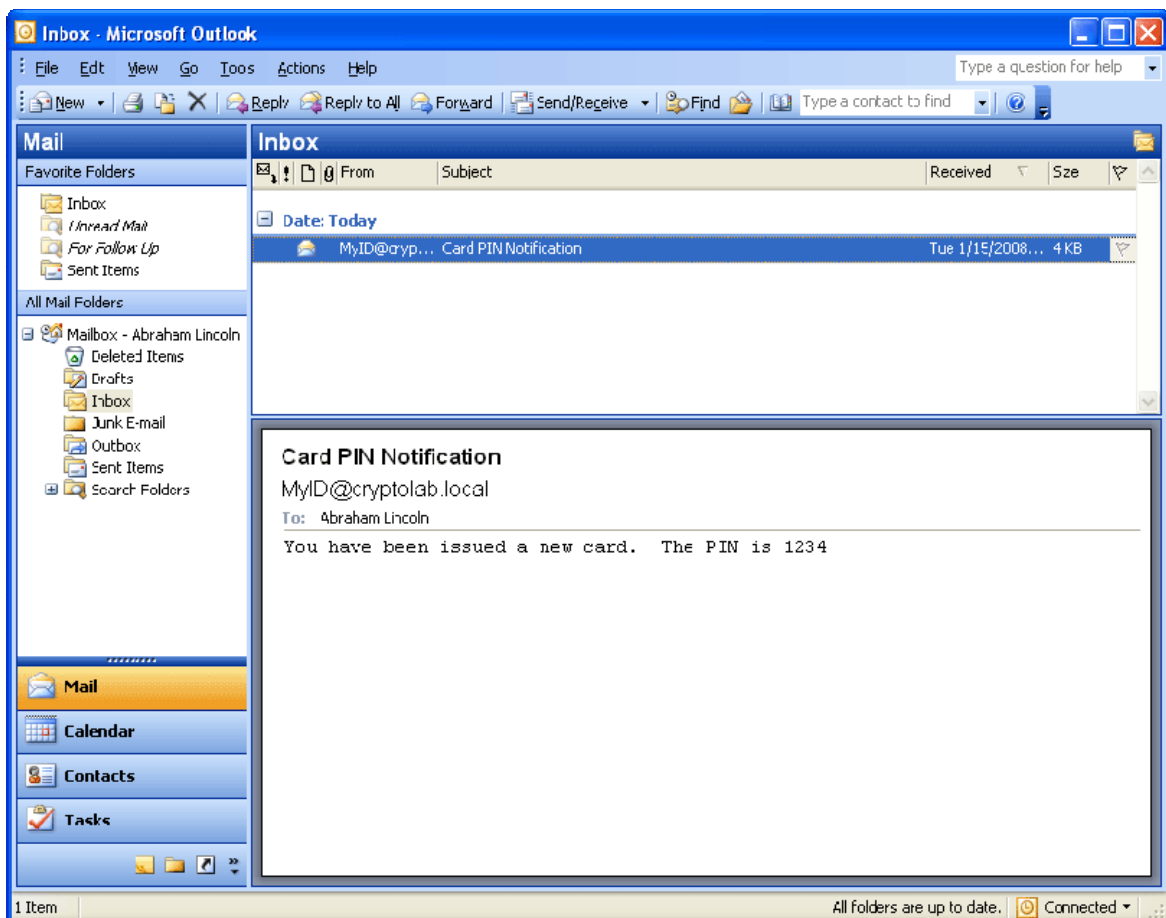 Inbox - Microsoft Outlook
File Edt View Go Toos Actions Help Type a question for help
New Reply Reply to All Forward Send/Receive Find Type a contact to find
Mail
Favorite Folders
Inbox
Unread Mail
For Follow Up
Sent Items
All Mail Folders
Mailbox - Abraham Lincoln
Deleted Items
Drafts
Inbox
Junk E-mail
Outbox
Sent Items
Search Folders
Mail
Calendar
Contacts
Tasks
Inbox
! From Subject Received Sze
Date: Today
MyID@cryp... Card PIN Notification Tue 1/15/2008... 4 KB
Card PIN Notification
MyID@cryptolab.local
To: Abraham Lincoln
You have been issued a new card. The PIN is 1234
1 Item All folders are up to date. Connected